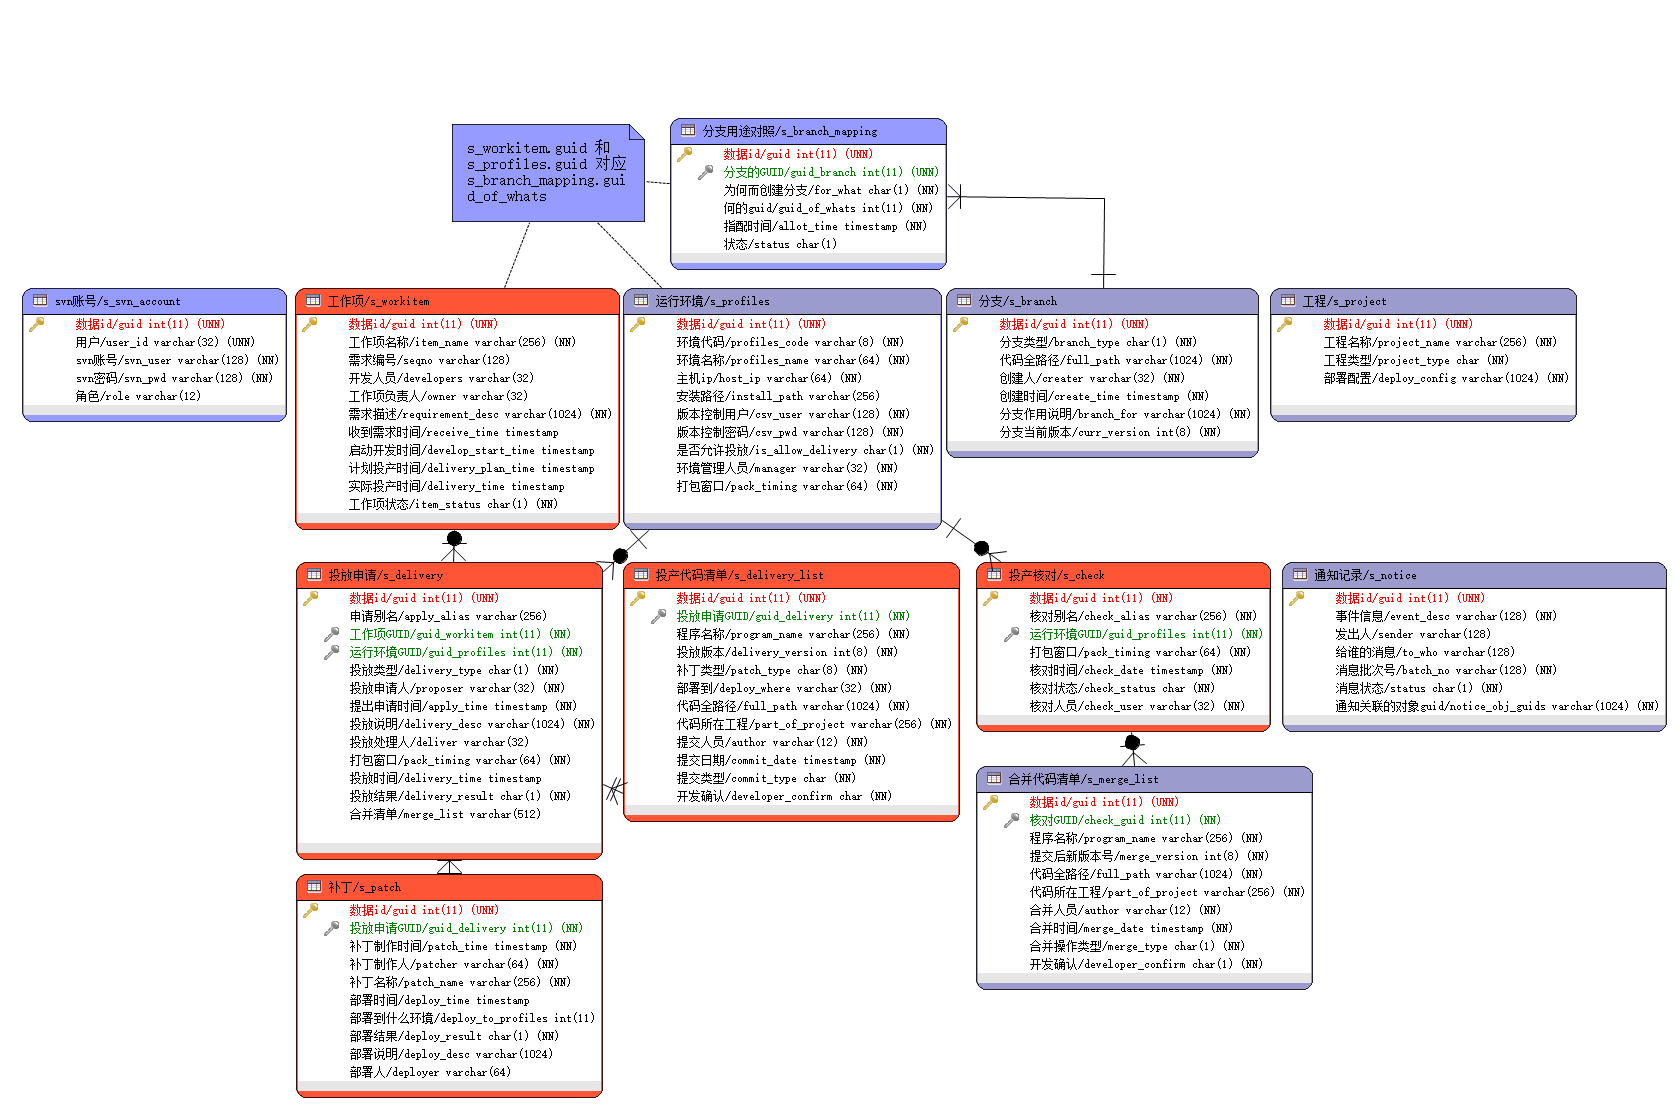 s_workitem.guid 和
s_profiles.guid 对应
s_branch_mapping.gui
d_of_whats
分支用途对照/s_branch_mapping
数据id/guid int(11) (UNN)
分支的GUID/guid_branch int(11) (UNN)
为何而创建分支/for_what char(1) (NN)
何的guid/guid_of_whats int(11) (NN)
指配时间/allot_time timestamp (NN)
状态/status char(1)
svn账号/s_svn_account
数据id/guid int(11) (UNN)
用户/user_id varchar(32) (UNN)
svn账号/svn_user varchar(128) (NN)
svn密码/svn_pwd varchar(128) (NN)
角色/role varchar(12)
工作项/s_workitem
数据id/guid int(11) (UNN)
工作项名称/item_name varchar(256) (NN)
需求编号/seqno varchar(128)
开发人员/developers varchar(32)
工作项负责人/owner varchar(32)
需求描述/requirement_desc varchar(1024) (NN)
收到需求时间/receive_time timestamp
启动开发时间/develop_start_time timestamp
计划投产时间/delivery_plan_time timestamp
实际投产时间/delivery_time timestamp
工作项状态/item_status char(1) (NN)
运行环境/s_profiles
数据id/guid int(11) (UNN)
环境代码/profiles_code varchar(8) (NN)
环境名称/profiles_name varchar(64) (NN)
主机ip/host_ip varchar(64) (NN)
安装路径/install_path varchar(256)
版本控制用户/csv_user varchar(128) (NN)
版本控制密码/csv_pwd varchar(128) (NN)
是否允许投放/is_allow_delivery char(1) (NN)
环境管理人员/manager varchar(32) (NN)
打包窗口/pack_timing varchar(64) (NN)
分支/s_branch
数据id/guid int(11) (UNN)
分支类型/branch_type char(1) (NN)
代码全路径/full_path varchar(1024) (NN)
创建人/creater varchar(32) (NN)
创建时间/create_time timestamp (NN)
分支作用说明/branch_for varchar(1024) (NN)
分支当前版本/curr_version int(8) (NN)
工程/s_project
数据id/guid int(11) (UNN)
工程名称/project_name varchar(256) (NN)
工程类型/project_type char (NN)
部署配置/deploy_config varchar(1024) (NN)
投放申请/s_delivery
数据id/guid int(11) (UNN)
申请别名/apply_alias varchar(256)
工作项GUID/guid_workitem int(11) (NN)
运行环境GUID/guid_profiles int(11) (NN)
投放类型/delivery_type char(1) (NN)
投放申请人/proposer varchar(32) (NN)
提出申请时间/apply_time timestamp (NN)
投放说明/delivery_desc varchar(1024) (NN)
投放处理人/deliver varchar(32)
打包窗口/pack_timing varchar(64) (NN)
投放时间/delivery_time timestamp
投放结果/delivery_result char(1) (NN)
合并清单/merge_list varchar(512)
投产代码清单/s_delivery_list
数据id/guid int(11) (UNN)
投放申请GUID/guid_delivery int(11) (NN)
程序名称/program_name varchar(256) (NN)
投放版本/delivery_version int(8) (NN)
补丁类型/patch_type char(8) (NN)
部署到/deploy_where varchar(32) (NN)
代码全路径/full_path varchar(1024) (NN)
代码所在工程/part_of_project varchar(256) (NN)
提交人员/author varchar(12) (NN)
提交日期/commit_date timestamp (NN)
提交类型/commit_type char (NN)
开发确认/developer_confirm char (NN)
投产核对/s_check
数据id/guid int(11) (NN)
核对别名/check_alias varchar(256) (NN)
运行环境GUID/guid_profiles int(11) (NN)
打包窗口/pack_timing varchar(64) (NN)
核对时间/check_date timestamp (NN)
核对状态/check_status char (NN)
核对人员/check_user varchar(32) (NN)
通知记录/s_notice
数据id/guid int(11) (UNN)
事件信息/event_desc varchar(128) (NN)
发出人/sender varchar(128)
给谁的消息/to_who varchar(128)
消息批次号/batch_no varchar(128) (NN)
消息状态/status char(1) (NN)
通知关联的对象guid/notice_obj_guids varchar(1024) (NN)
合并代码清单/s_merge_list
数据id/guid int(11) (UNN)
核对GUID/check_guid int(11) (NN)
程序名称/program_name varchar(256) (NN)
提交后新版本号/merge_version int(8) (NN)
代码全路径/full_path varchar(1024) (NN)
代码所在工程/part_of_project varchar(256) (NN)
合并人员/author varchar(12) (NN)
合并时间/merge_date timestamp (NN)
合并操作类型/merge_type char(1) (NN)
开发确认/developer_confirm char(1) (NN)
补丁/s_patch
数据id/guid int(11) (UNN)
投放申请GUID/guid_delivery int(11) (NN)
补丁制作时间/patch_time timestamp (NN)
补丁制作人/patcher varchar(64) (NN)
补丁名称/patch_name varchar(256) (NN)
部署时间/deploy_time timestamp
部署到什么环境/deploy_to_profiles int(11)
部署结果/deploy_result char(1) (NN)
部署说明/deploy_desc varchar(1024)
部署人/deployer varchar(64)